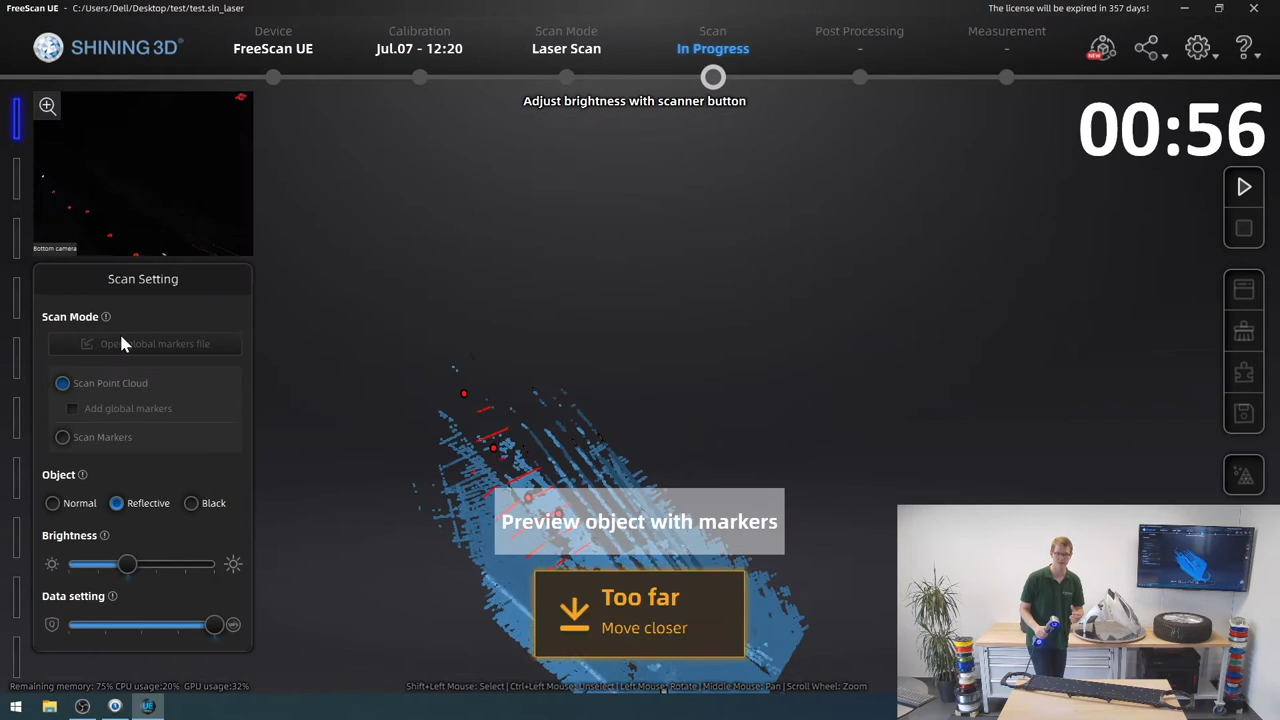 FreeScan UE - C:/Users/Dell/Desktop/test/test.sln_laser
The license will be expired in 357 days!
SHINING 3D®
Device
FreeScan UE
Calibration
Jul.07 - 12:20
Scan Mode
Laser Scan
Scan
In Progress
Post Processing
-
Measurement
-
NEW
Adjust brightness with scanner button
00:56
Bottom camera
Scan Setting
Scan Mode
Open global markers file
Scan Point Cloud
Add global markers
Scan Markers
Object
Normal
Reflective
Black
Brightness
Data setting
Preview object with markers
Too far
Move closer
Remaining memory: 75% CPU usage:20% GPU usage:32%
Shift+Left Mouse: Select | Ctrl+Left Mouse: Unselect | Left Mouse: Rotate | Middle Mouse: Pan | Scroll Wheel: Zoom
UE